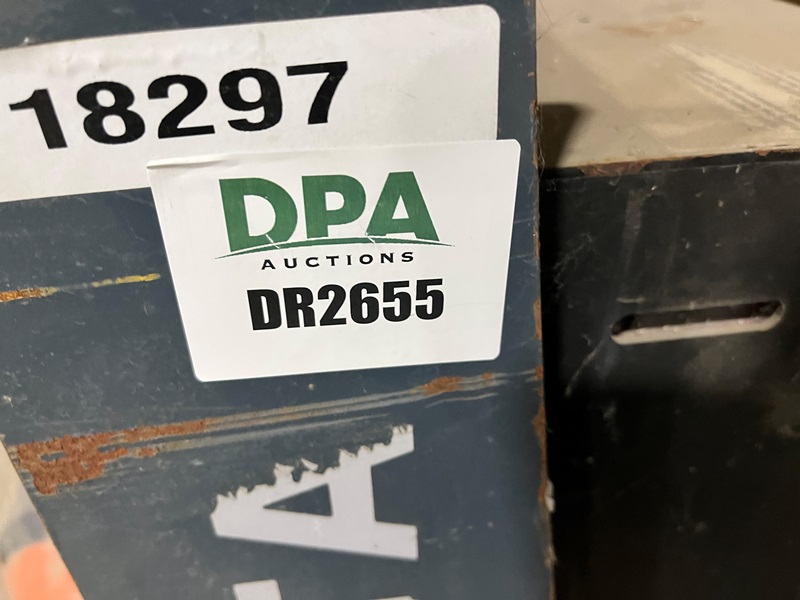 18297
DPA
AUCTIONS
DR2655
A